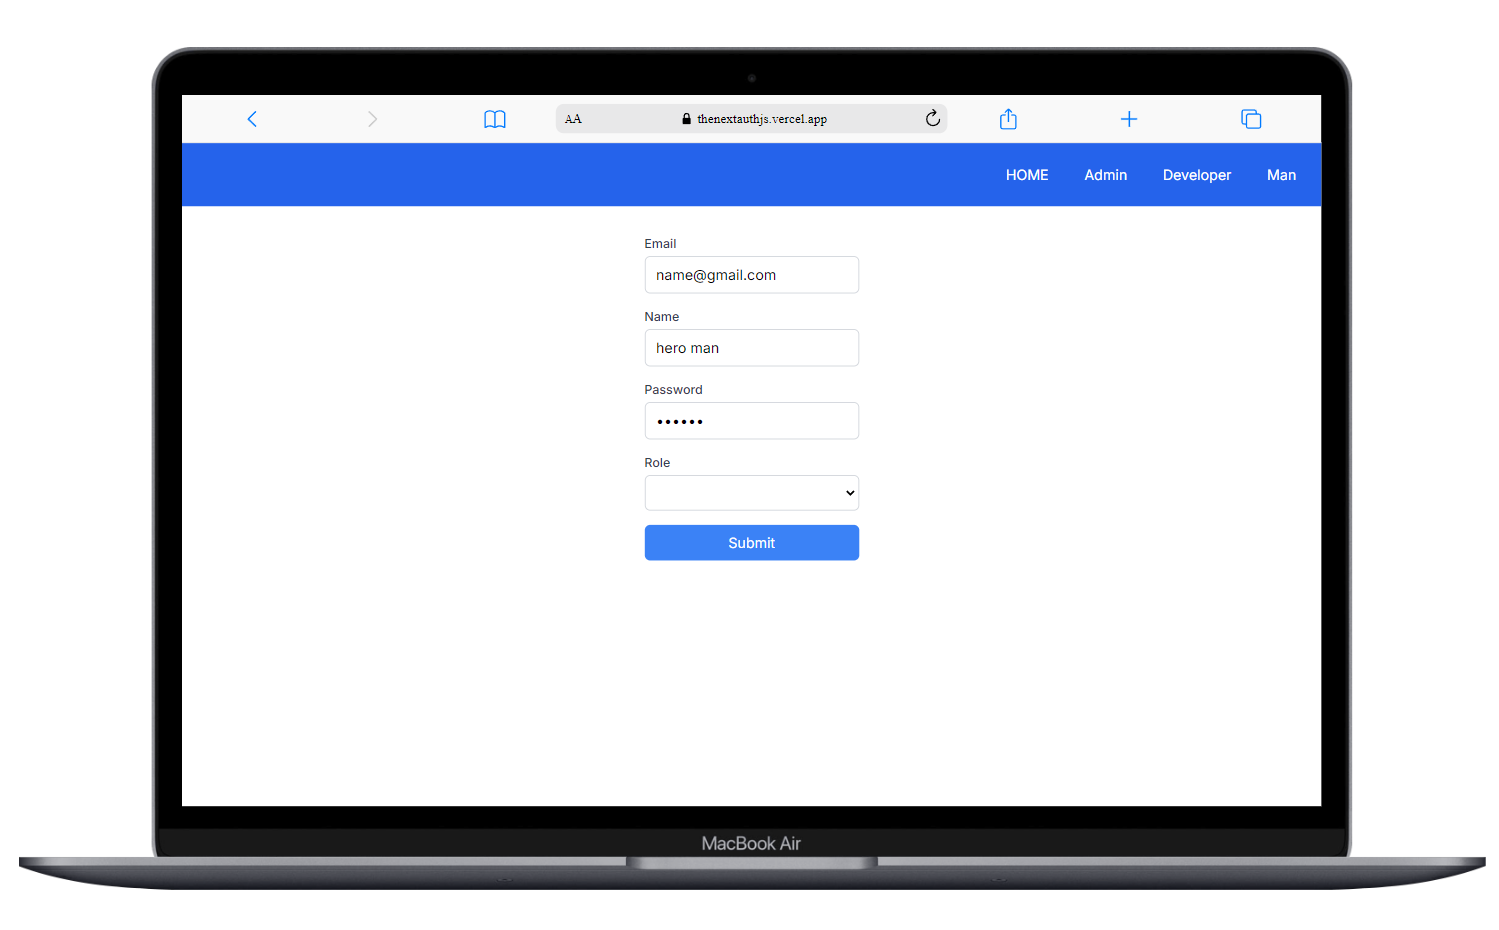 AA thenextauthjs.vercel.app
HOME Admin Developer Man
Email
name@gmail.com
Name
hero man
Password
••••••
Role
Submit
MacBook Air